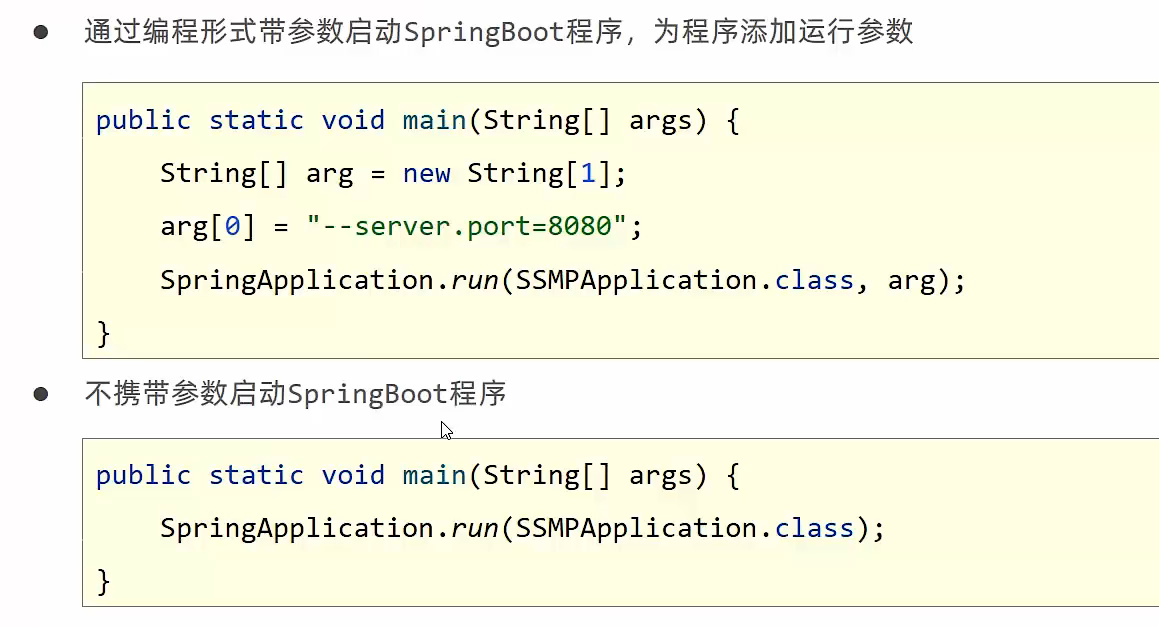 通过编程形式带参数启动SpringBoot程序，为程序添加运行参数
public static void main(String[] args) {
    String[] arg = new String[1];
    arg[0] = "--server.port=8080";
    SpringApplication.run(SSMPApplication.class, arg);
}
不携带参数启动SpringBoot程序
public static void main(String[] args) {
    SpringApplication.run(SSMPApplication.class);
}